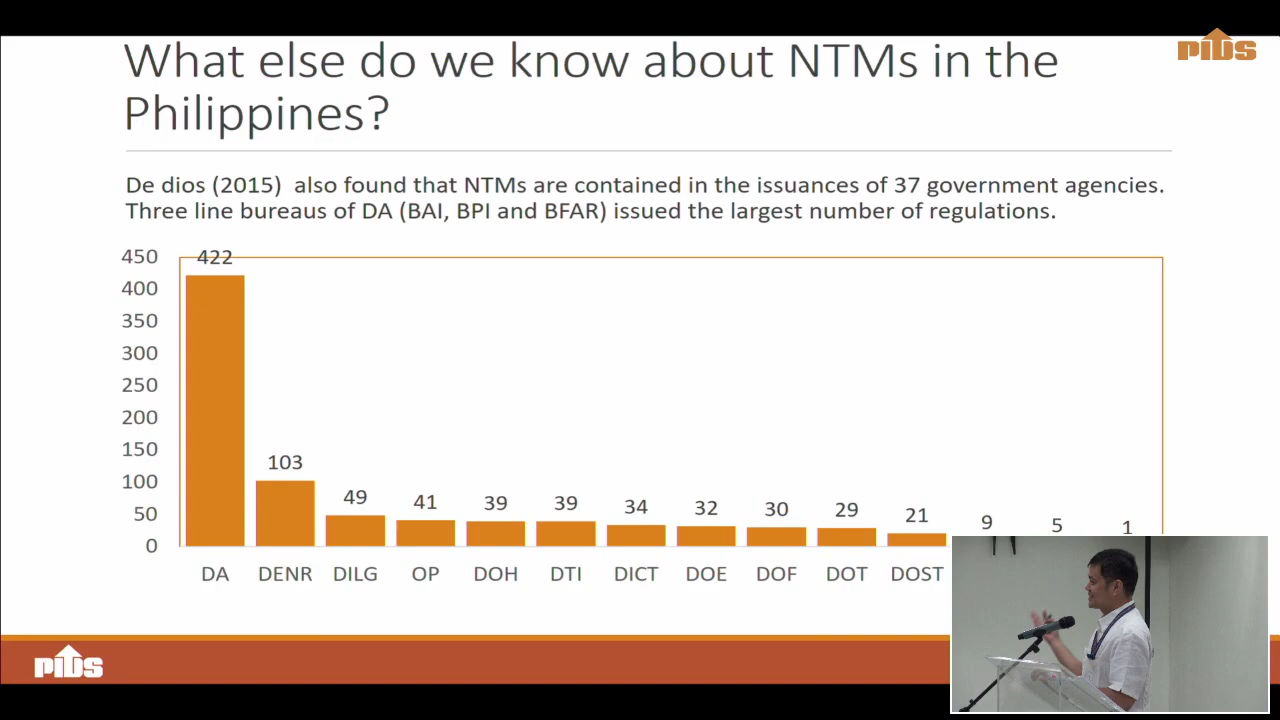 What else do we know about NTMs in the
Philippines?
PIDS
De dios (2015) also found that NTMs are contained in the issuances of 37 government agencies.
Three line bureaus of DA (BAI, BPI and BFAR) issued the largest number of regulations.
450
400
350
300
250
200
150
100
50
0
422
103
49
41
39
39
34
32
30
29
21
9
5
1
DA
DENR
DILG
OP
DOH
DTI
DICT
DOE
DOF
DOT
DOST
PIDS